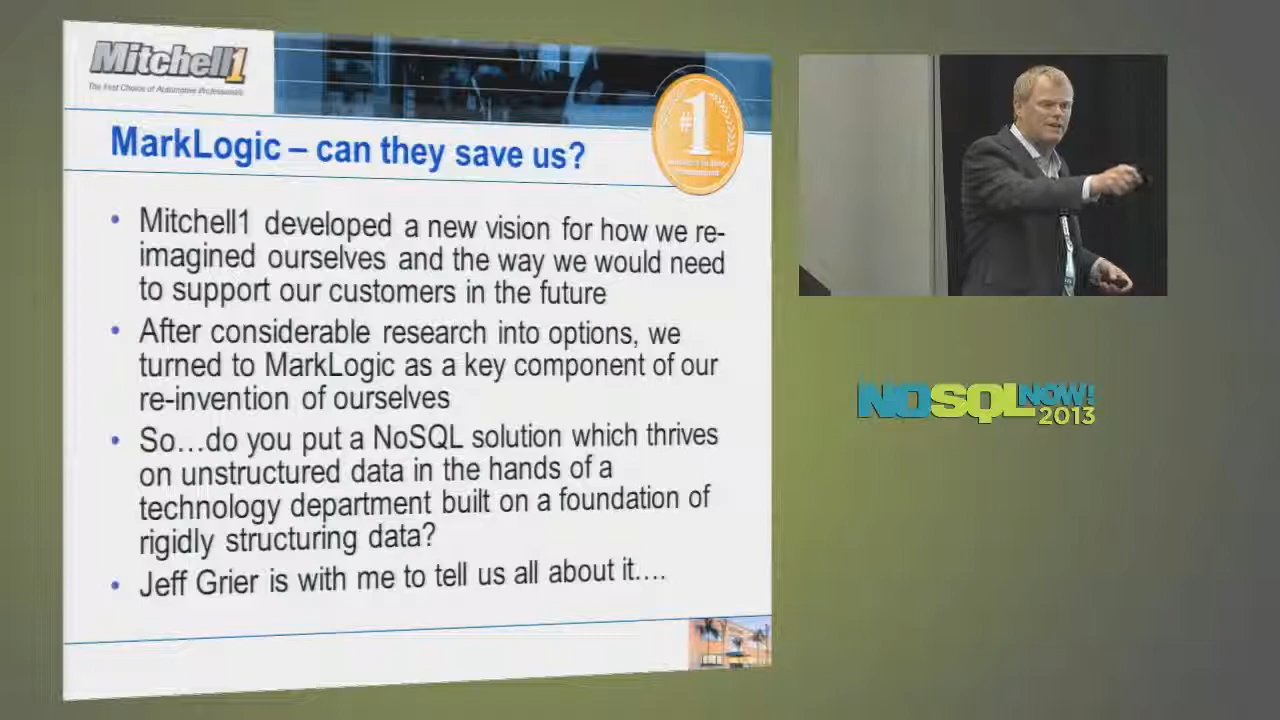 Mitchell1
The First Choice of Automotive Professionals
#1
MarkLogic – can they save us?
• Mitchell1 developed a new vision for how we re-
imagined ourselves and the way we would need
to support our customers in the future
• After considerable research into options, we
turned to MarkLogic as a key component of our
re-invention of ourselves
• So…do you put a NoSQL solution which thrives
on unstructured data in the hands of a
technology department built on a foundation of
rigidly structuring data?
• Jeff Grier is with me to tell us all about it….
NOSQLNOW!
2013